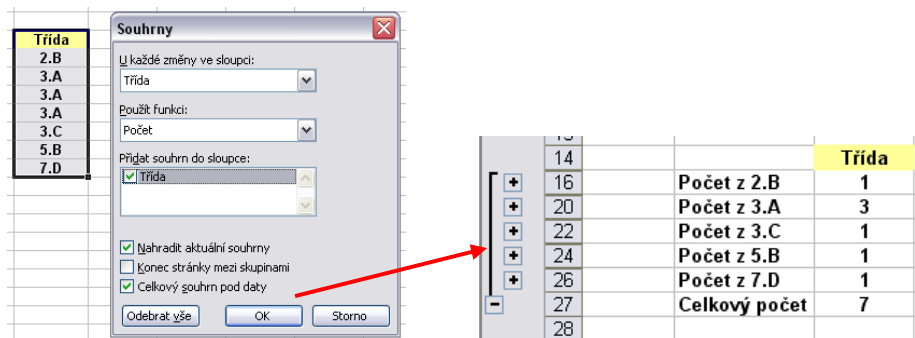 Třída
2.B
3.A
3.A
3.A
3.C
5.B
7.D
Souhrny
U každé změny ve sloupci:
Třída
Použít funkci:
Počet
Přidat souhrn do sloupce:
Třída
Nahradit aktuální souhrny
Konec stránky mezi skupinami
Celkový souhrn pod daty
Odebrat vše OK Storno
14 Třída
16 Počet z 2.B 1
20 Počet z 3.A 3
22 Počet z 3.C 1
24 Počet z 5.B 1
26 Počet z 7.D 1
27 Celkový počet 7
28